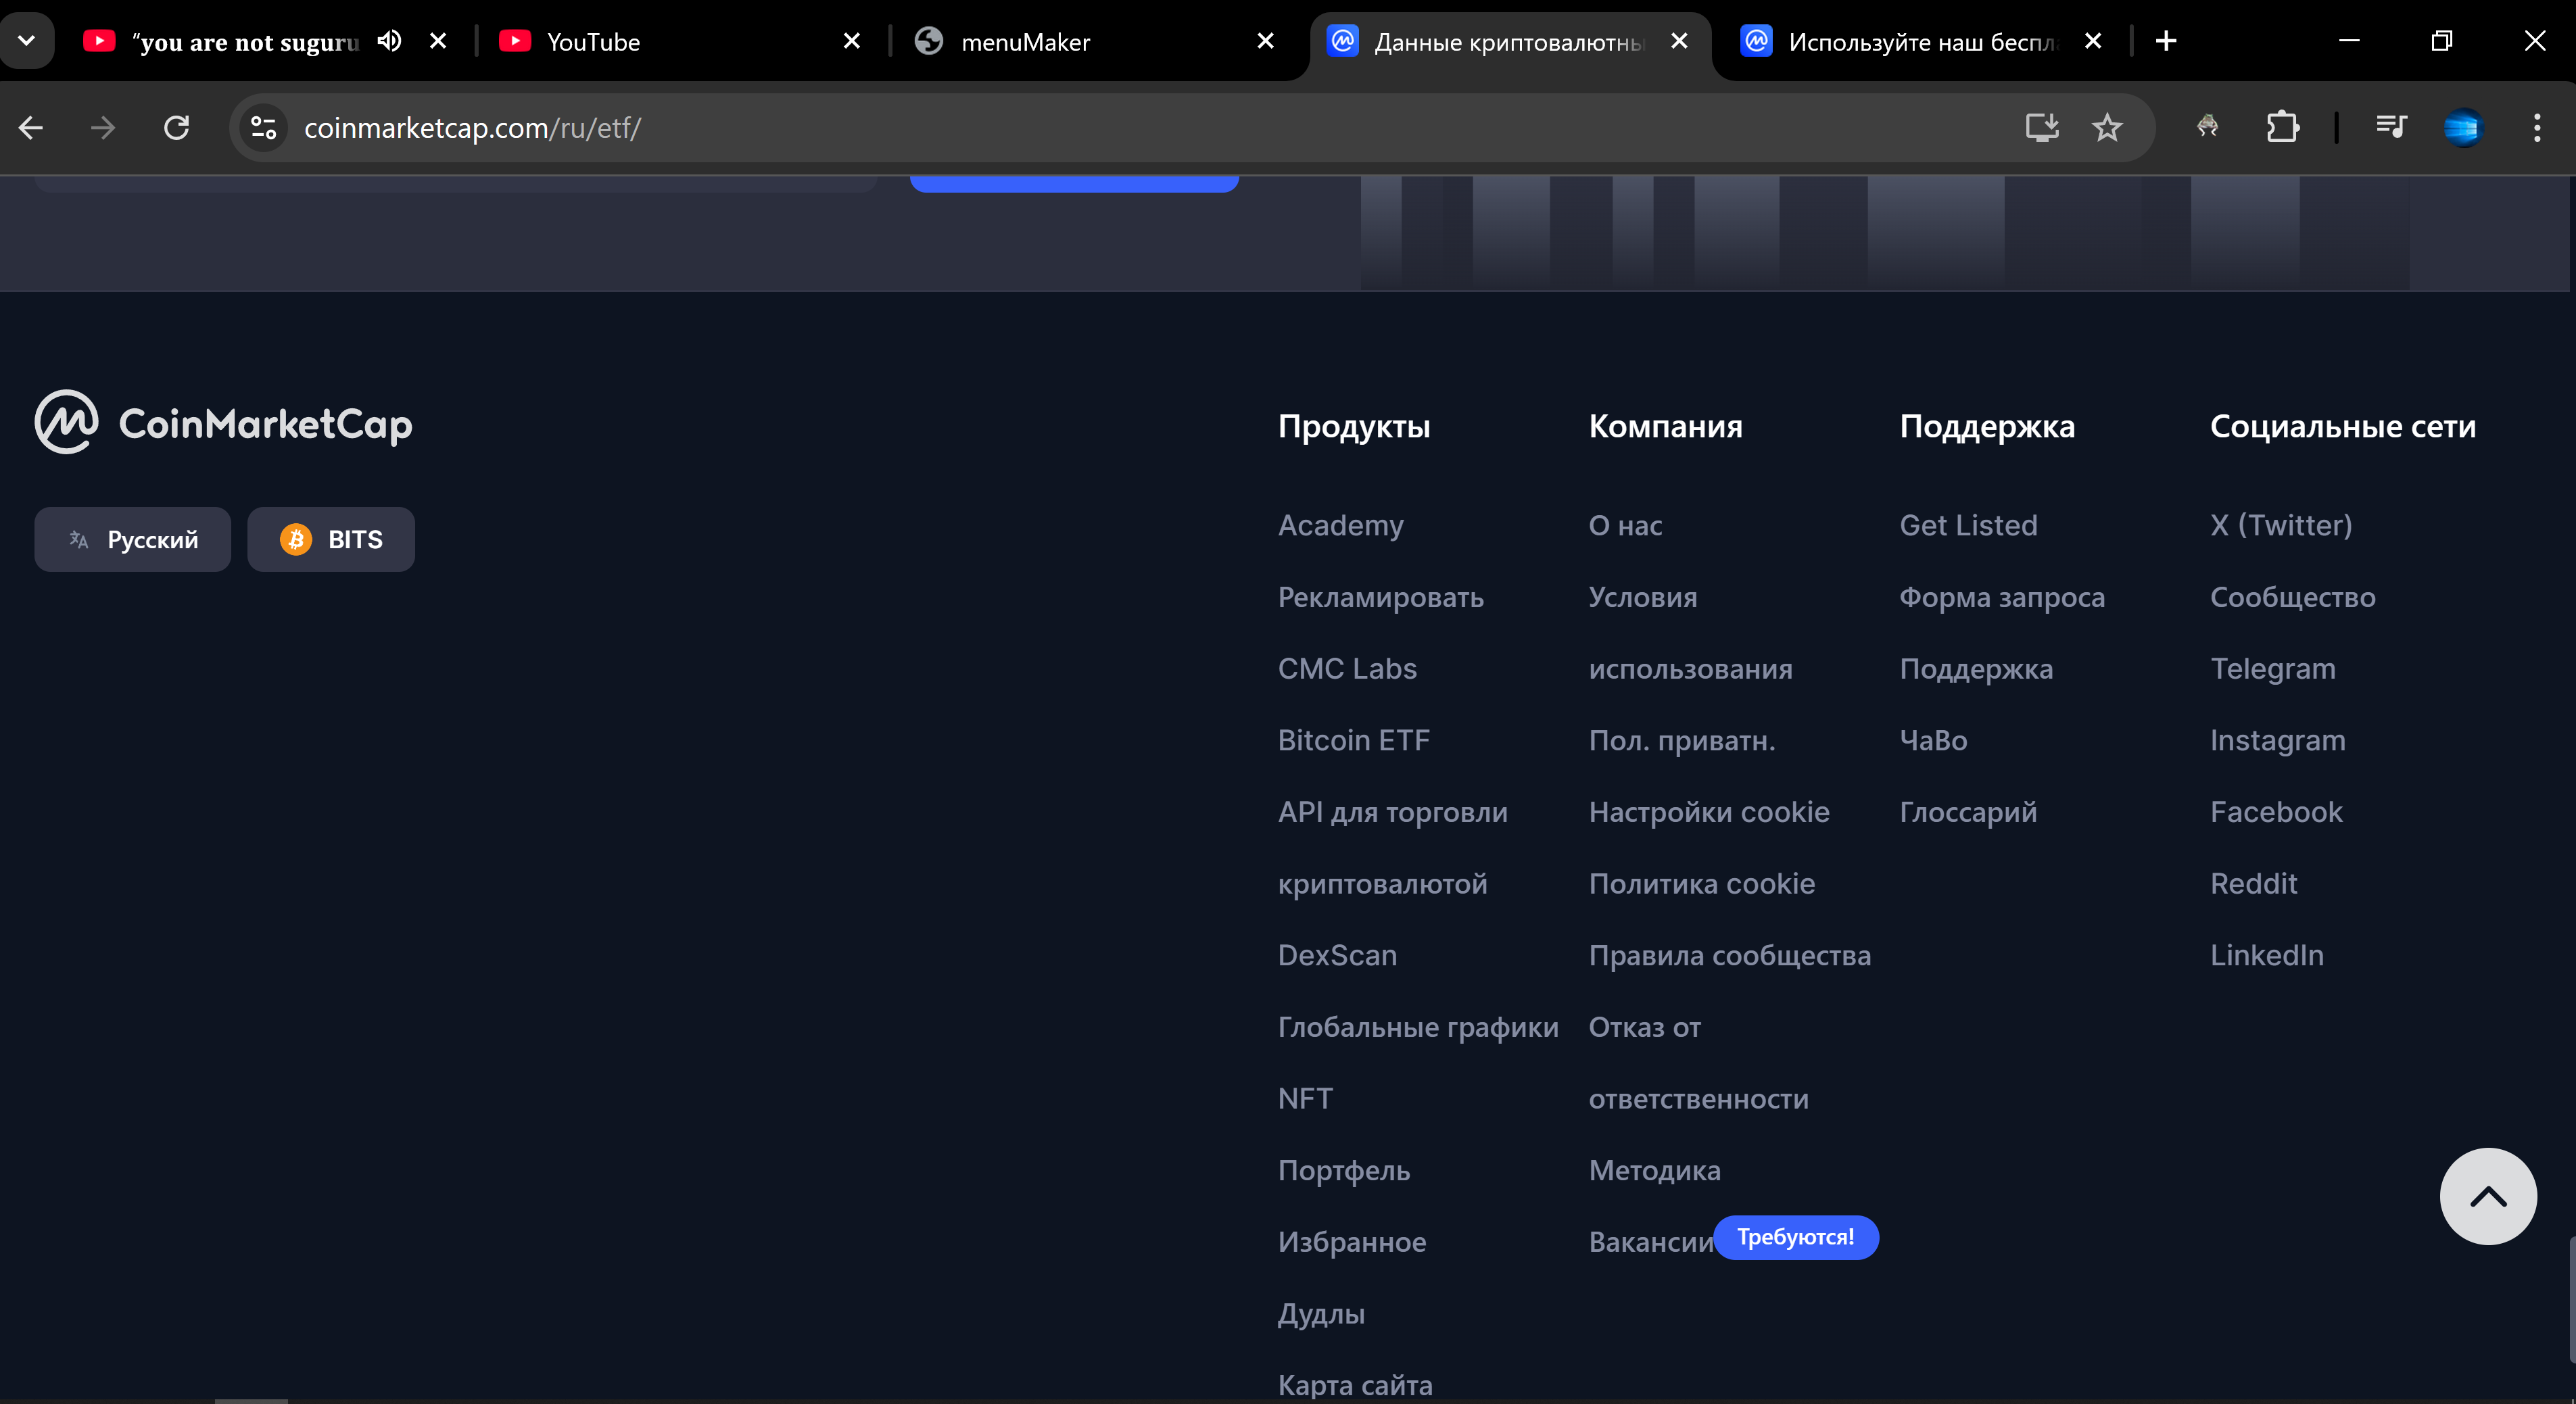 “you are not suguru
YouTube
menuMaker
Данные криптовалютны
Используйте наш беспл
coinmarketcap.com/ru/etf/
CoinMarketCap
Русский
BITS
Продукты
Academy
Рекламировать
CMC Labs
Bitcoin ETF
API для торговли
криптовалютой
DexScan
Глобальные графики
NFT
Портфель
Избранное
Дудлы
Карта сайта
Компания
О нас
Условия
использования
Пол. приватн.
Настройки cookie
Политика cookie
Правила сообщества
Отказ от
ответственности
Методика
Вакансии Требуются!
Поддержка
Get Listed
Форма запроса
Поддержка
ЧаВо
Глоссарий
Социальные сети
X (Twitter)
Сообщество
Telegram
Instagram
Facebook
Reddit
LinkedIn